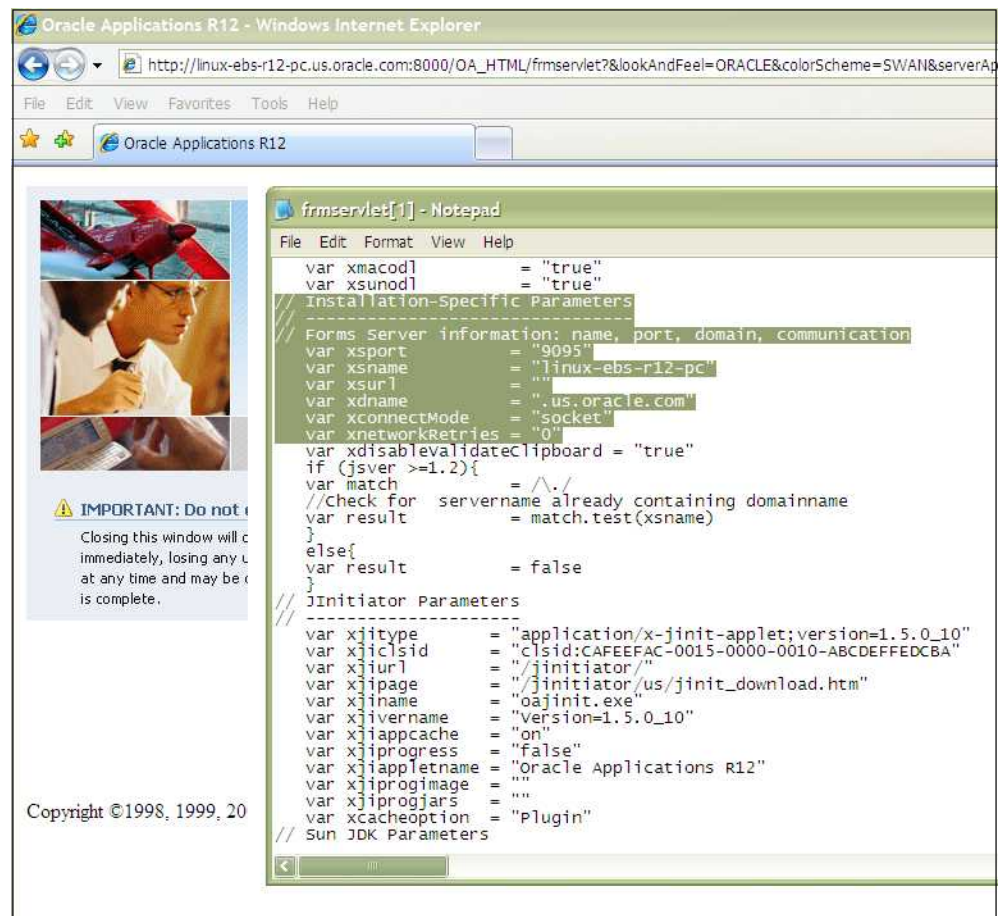 Oracle Applications R12 - Windows Internet Explorer
http://linux-ebs-r12-pc.us.oracle.com:8000/OA_HTML/frmservlet?&lookAndFeel=ORACLE&colorScheme=SWAN&serverAp
File Edit View Favorites Tools Help
Oracle Applications R12
IMPORTANT: Do not
Closing this window will
immediately, losing any
at any time and may be
is complete.
Copyright ©1998, 1999, 20
frmservlet[1] - Notepad
File Edit Format View Help
var xmacodl = "true"
var xsunodl = "true"
// Installation-Specific Parameters
// ----------------------------------
// Forms Server information: name, port, domain, communication
var xsport = "9095"
var xsname = "linux-ebs-r12-pc"
var xsurl = ""
var xdname = ".us.oracle.com"
var xconnectMode = "socket"
var xnetworkRetries = "0"
var xdisableValidateClipboard = "true"
if (jsver >=1.2){
var match = /\./
//Check for servername already containing domainname
var result = match.test(xsname)
}
else{
var result = false
}
// JInitiator Parameters
// ----------------------
var xjitype = "application/x-jinit-applet;version=1.5.0_10"
var xjiclsid = "clsid:CAFEEFAC-0015-0000-0010-ABCDEFFEDCBA"
var xjiurl = "/jinitiator/"
var xjipage = "/jinitiator/us/jinit_download.htm"
var xjiname = "oajinit.exe"
var xjivername = "Version=1.5.0_10"
var xjiappcache = "on"
var xjiprogress = "false"
var xjiappletname = "Oracle Applications R12"
var xjiprogimage = ""
var xjiprogjars = ""
var xcacheoption = "Plugin"
// Sun JDK Parameters